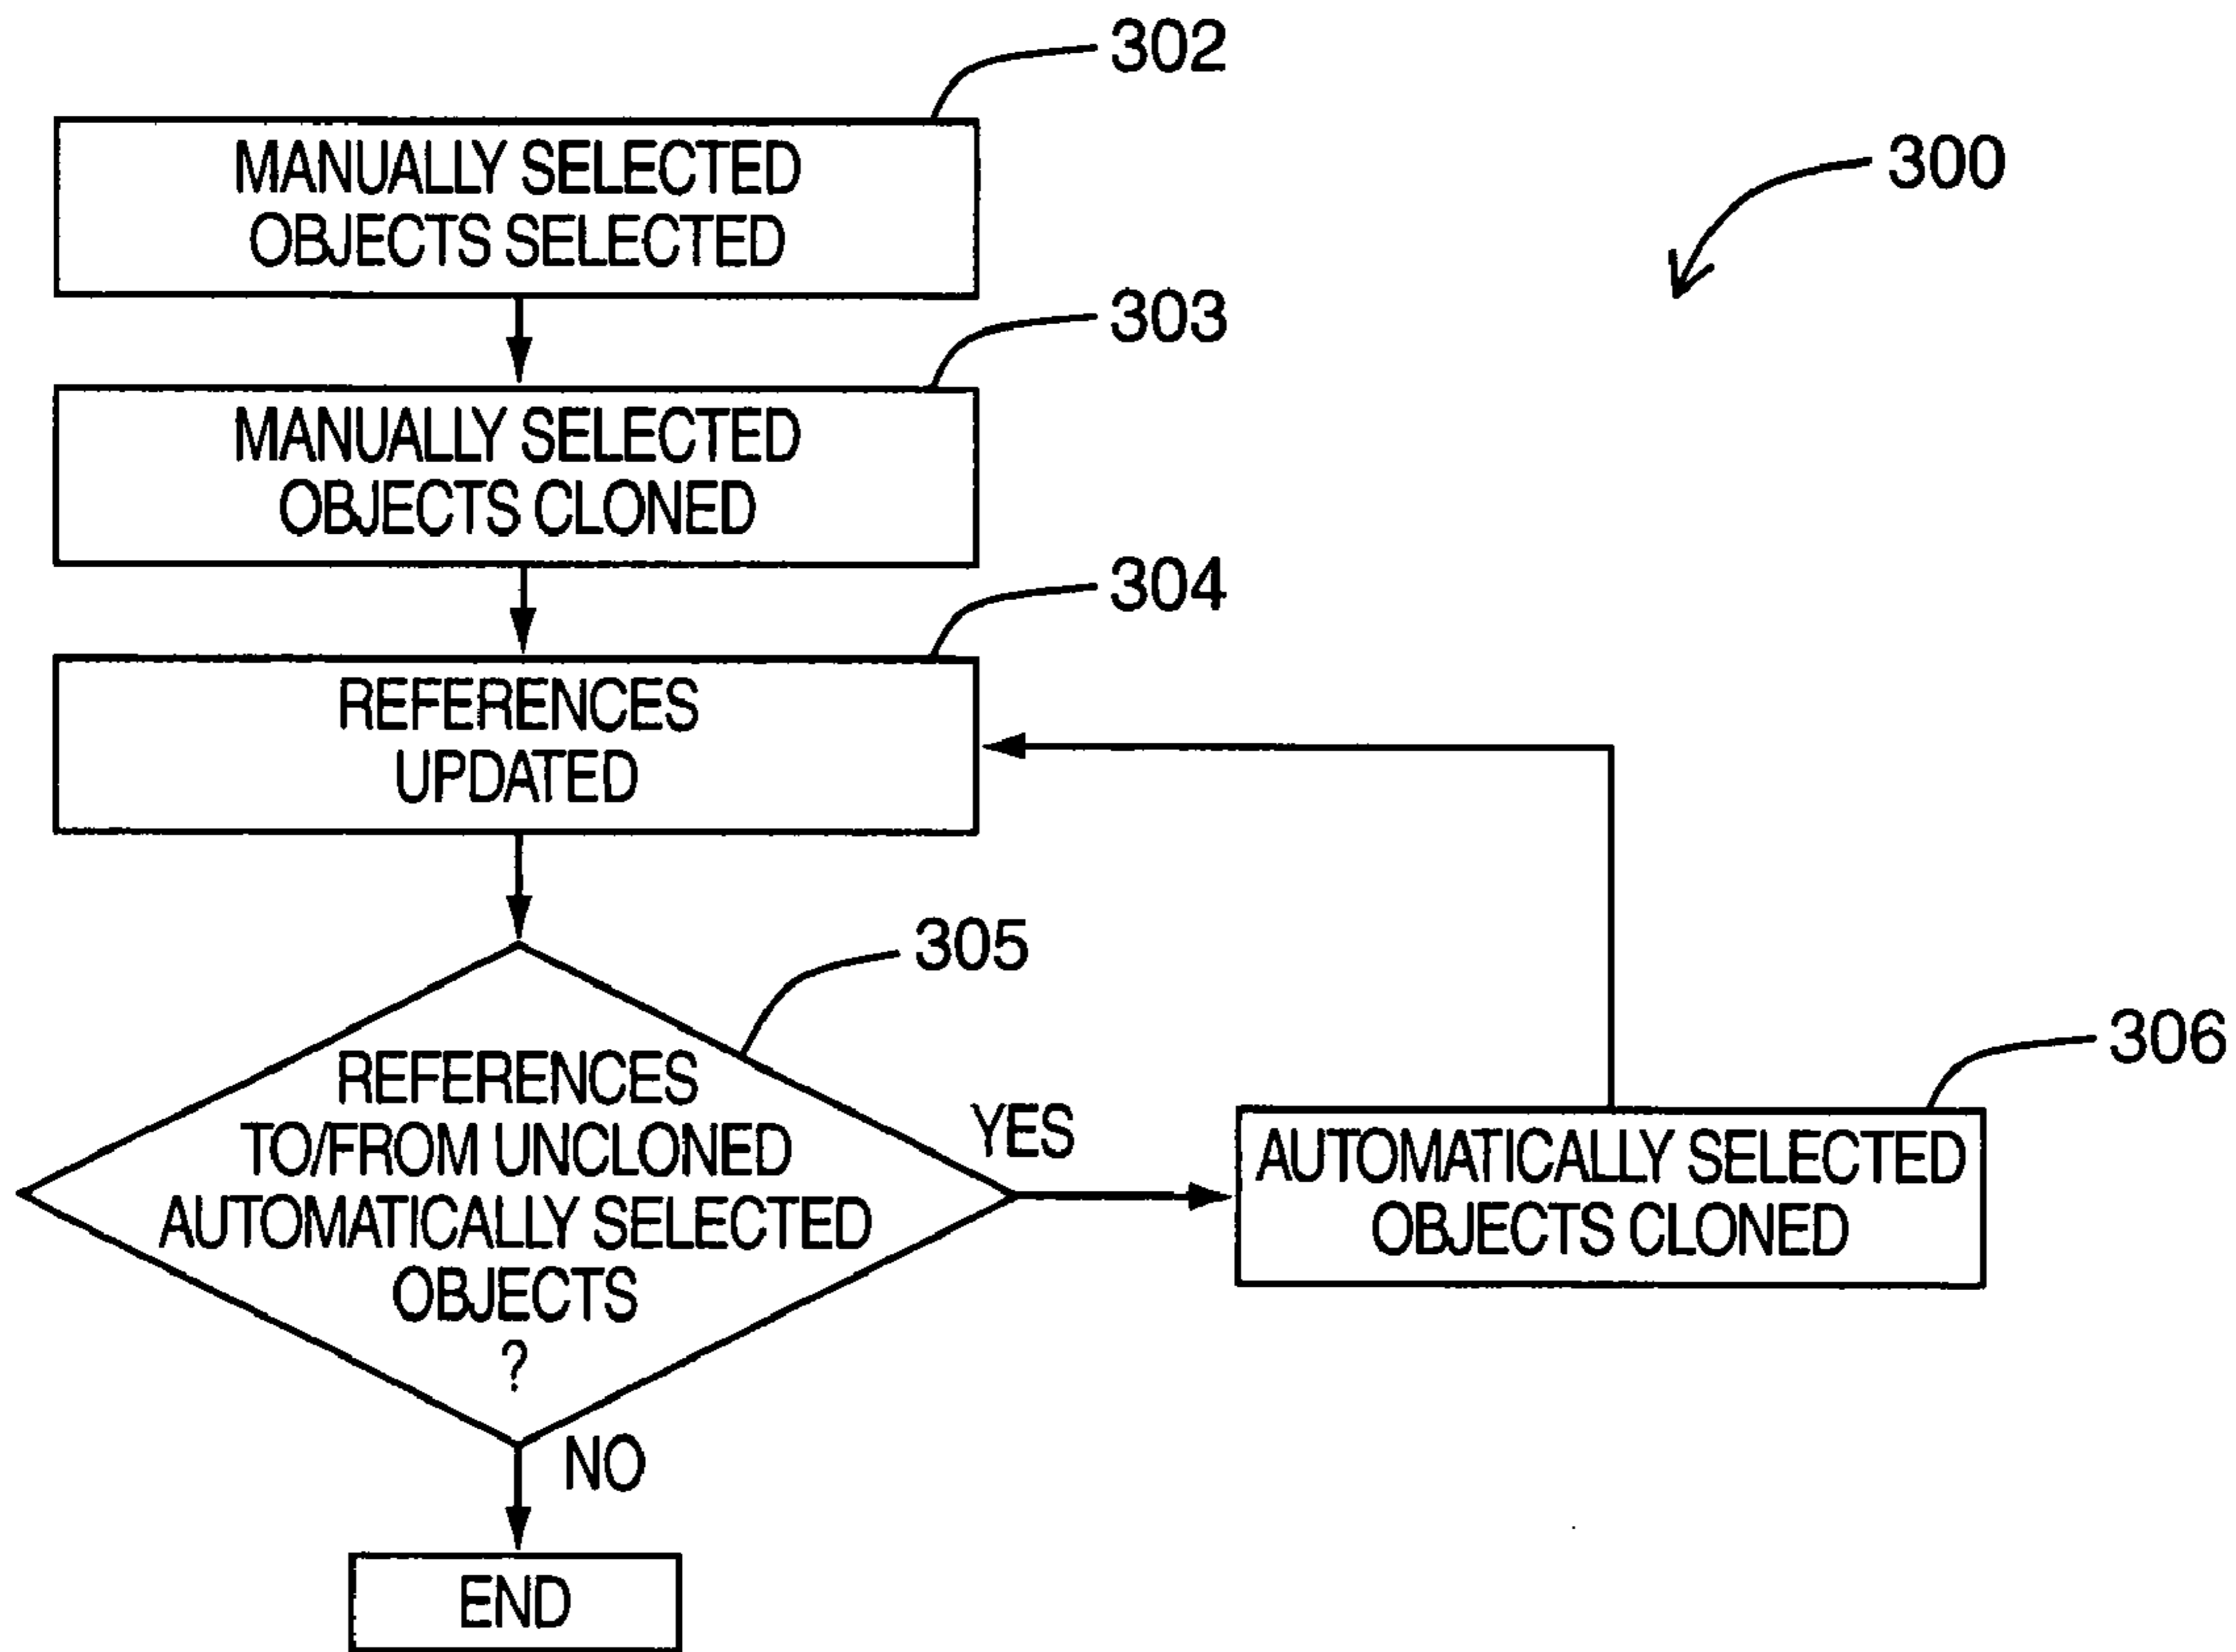 302
MANUALLY SELECTED
OBJECTS SELECTED
300
303
MANUALLY SELECTED
OBJECTS CLONED
304
REFERENCES
UPDATED
305
REFERENCES
TO/FROM UNCLONED
AUTOMATICALLY SELECTED
OBJECTS
?
YES
306
AUTOMATICALLY SELECTED
OBJECTS CLONED
NO
END